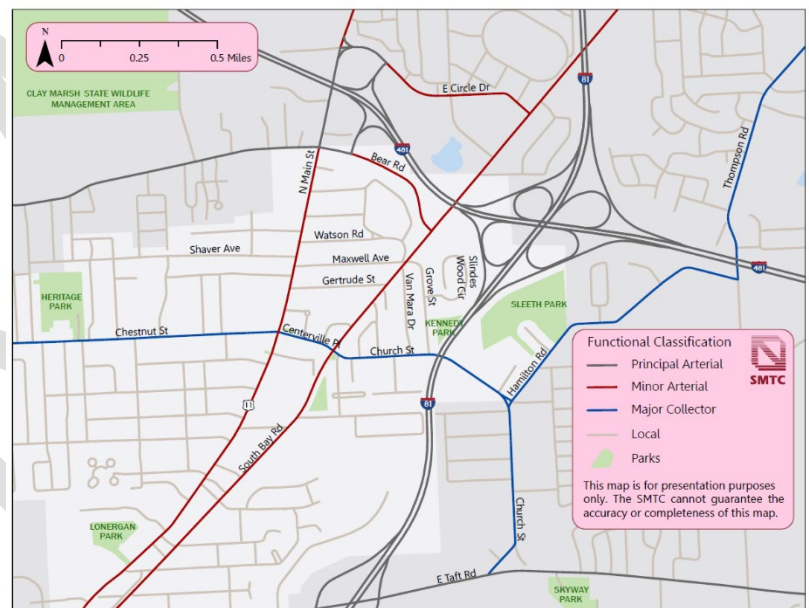 N
0
0.25
0.5 Miles
CLAY MARSH STATE WILDLIFE
MANAGEMENT AREA
E Circle Dr
81
Thompson Rd
N Main St
Bear Rd
481
Watson Rd
Shaver Ave
Maxwell Ave
Gertrude St
Van Mara Dr
Grove St
Slindes
Wood Cir
481
HERITAGE
PARK
SLEETH PARK
KENNEDY
PARK
Chestnut St
Centerville Pl
Church St
Hamilton Rd
11
81
South Bay Rd
Church St
LONERGAN
PARK
E Taft Rd
SKYWAY
PARK
Functional Classification
SMTC
Principal Arterial
Minor Arterial
Major Collector
Local
Parks
This map is for presentation purposes
only. The SMTC cannot guarantee the
accuracy or completeness of this map.